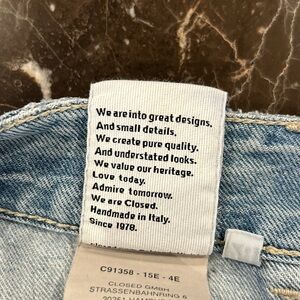 We are into great designs.
And small details.
We create pure quality.
And understated looks.
We value our heritage.
Love today.
Admire tomorrow.
We are Closed.
Handmade in Italy.
Since 1978.
C91358 - 15E - 4E
CLOSED GMBH
STRASSENBAHNRING 6